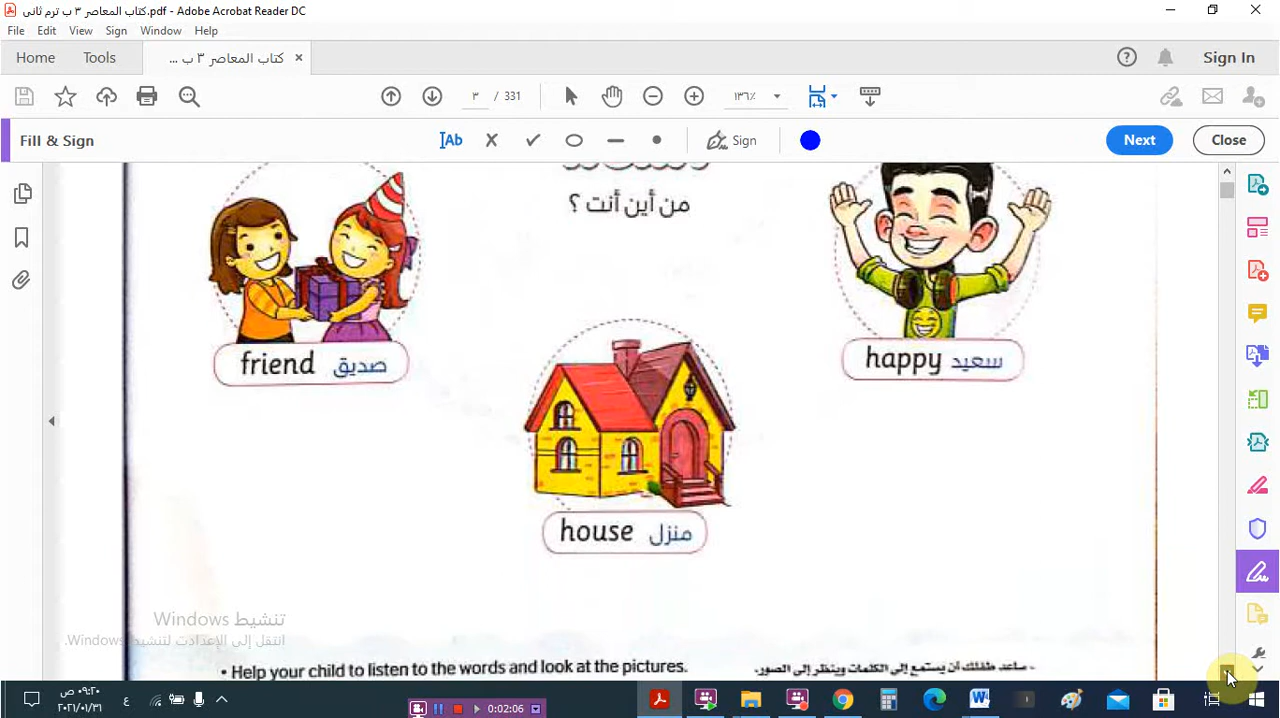 كتاب المعاصر ٣ ب ترم ثانى.pdf - Adobe Acrobat Reader DC
File Edit View Sign Window Help
Home Tools كتاب المعاصر ٣ ب ... ×
Sign In
٣ / 331
١٣٦٪
Fill & Sign
Ab
Sign
Next
Close
من أين أنت ؟
friend صديق
happy سعيد
house منزل
تنشيط Windows
انتقل إلى الإعدادت لتنشيط Windows.
• Help your child to listen to the words and look at the pictures.
- ساعد طفلك أن يستمع إلى الكلمات وينظر إلى الصور.
٠٩:٢٠ ص
٢٠٢١/٠١/٣١
ع
0:02:06